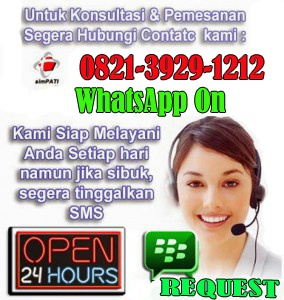 Untuk Konsultasi & Pemesanan
Segera Hubungi Contatc kami :
simPATI
0821-3929-1212
WhatsApp On
Kami Siap Melayani
Anda Setiap hari
namun jika sibuk,
segera tinggalkan
SMS
OPEN
24 HOURS
REQUEST